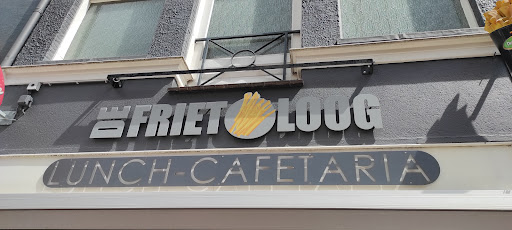 DE FRIET LOOG
LUNCH-CAFETARIA